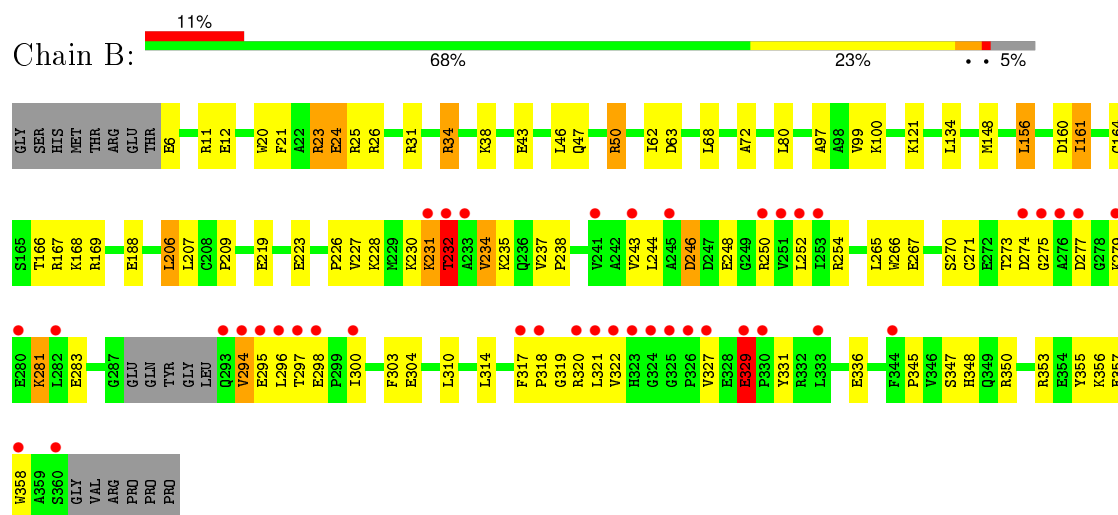 11%
Chain B:
68% 23% • • 5%
GLY SER HIS MET THR ARG GLU THR E6 R11 E12 W20 F21 A22 R23 E24 R25 R26 R31 R34 K38 E43 L46 Q47 R50 I62 D63 L68 A72 L80 A97 A98 V99 K100 K121 L134 M148 L156 D160 I161 C164
S165 T166 R167 K168 R169 E188 L206 L207 C208 P209 E219 E223 P226 V227 K228 M229 K230 K231 T232 A233 V234 K235 Q236 V237 P238 V241 A242 V243 L244 A245 D246 D247 E248 G249 R250 V251 L252 I253 R254 L265 W266 E267 S270 C271 E272 T273 D274 G275 A276 D277 G278 K279
E280 K281 L282 E283 G287 GLU GLN TYR GLY LEU Q293 V294 E295 L296 T297 E298 P299 I300 F303 E304 L310 L314 F317 P318 G319 R320 L321 V322 H323 G324 G325 P326 V327 E328 E329 P330 Y331 R332 L333 E336 F344 P345 V346 S347 H348 Q349 R350 R353 E354 Y355 K356 E357
W358 A359 S360 GLY VAL ARG PRO PRO PRO